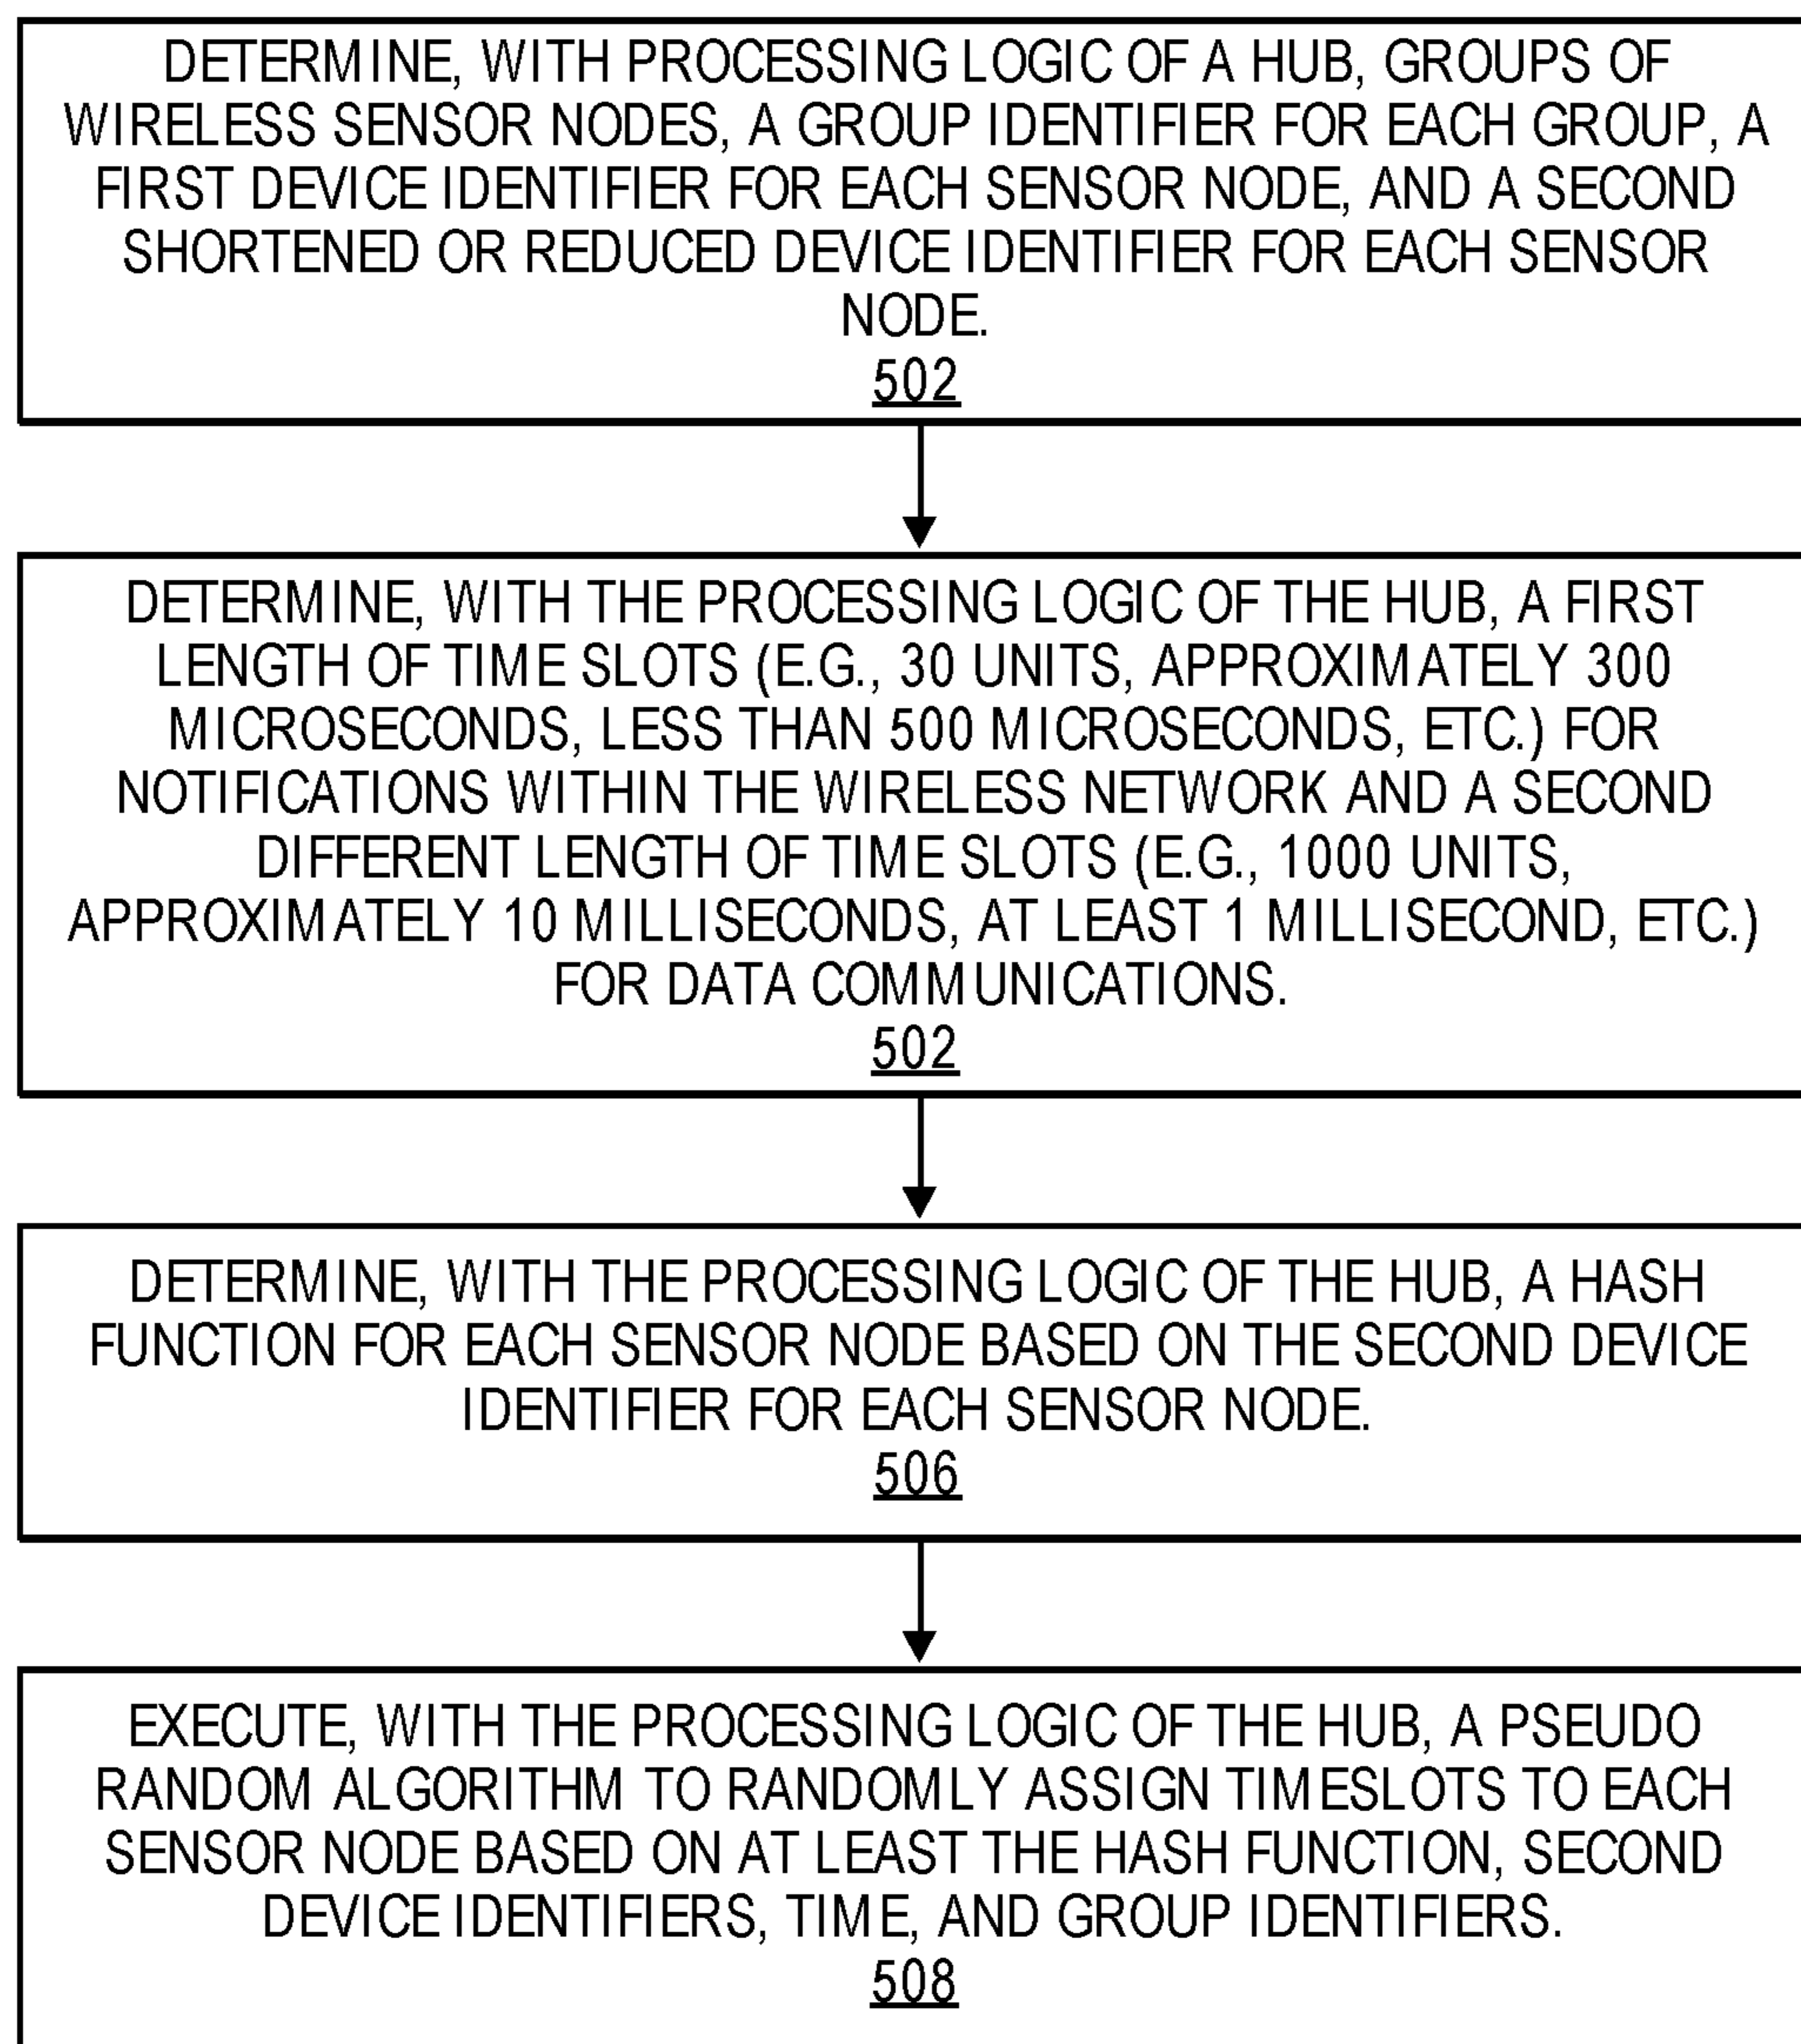 DETERMINE, WITH PROCESSING LOGIC OF A HUB, GROUPS OF
WIRELESS SENSOR NODES, A GROUP IDENTIFIER FOR EACH GROUP, A
FIRST DEVICE IDENTIFIER FOR EACH SENSOR NODE, AND A SECOND
SHORTENED OR REDUCED DEVICE IDENTIFIER FOR EACH SENSOR
NODE.
502
DETERMINE, WITH THE PROCESSING LOGIC OF THE HUB, A FIRST
LENGTH OF TIME SLOTS (E.G., 30 UNITS, APPROXIMATELY 300
MICROSECONDS, LESS THAN 500 MICROSECONDS, ETC.) FOR
NOTIFICATIONS WITHIN THE WIRELESS NETWORK AND A SECOND
DIFFERENT LENGTH OF TIME SLOTS (E.G., 1000 UNITS,
APPROXIMATELY 10 MILLISECONDS, AT LEAST 1 MILLISECOND, ETC.)
FOR DATA COMMUNICATIONS.
502
DETERMINE, WITH THE PROCESSING LOGIC OF THE HUB, A HASH
FUNCTION FOR EACH SENSOR NODE BASED ON THE SECOND DEVICE
IDENTIFIER FOR EACH SENSOR NODE.
506
EXECUTE, WITH THE PROCESSING LOGIC OF THE HUB, A PSEUDO
RANDOM ALGORITHM TO RANDOMLY ASSIGN TIMESLOTS TO EACH
SENSOR NODE BASED ON AT LEAST THE HASH FUNCTION, SECOND
DEVICE IDENTIFIERS, TIME, AND GROUP IDENTIFIERS.
508